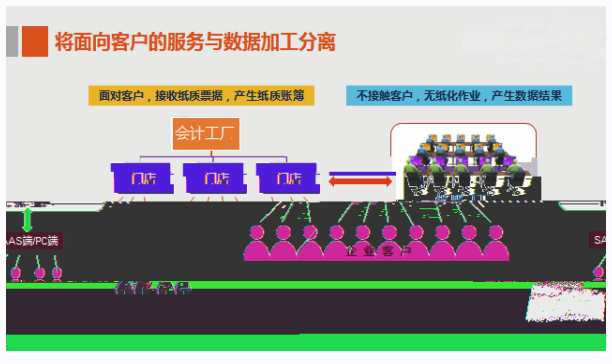 将面向客户的服务与数据加工分离
面对客户，接收纸质票据，产生纸质账簿
不接触客户，无纸化作业，产生数据结果
会计工厂
门店
门店
门店
AAS端/PC端
SA
企业客户